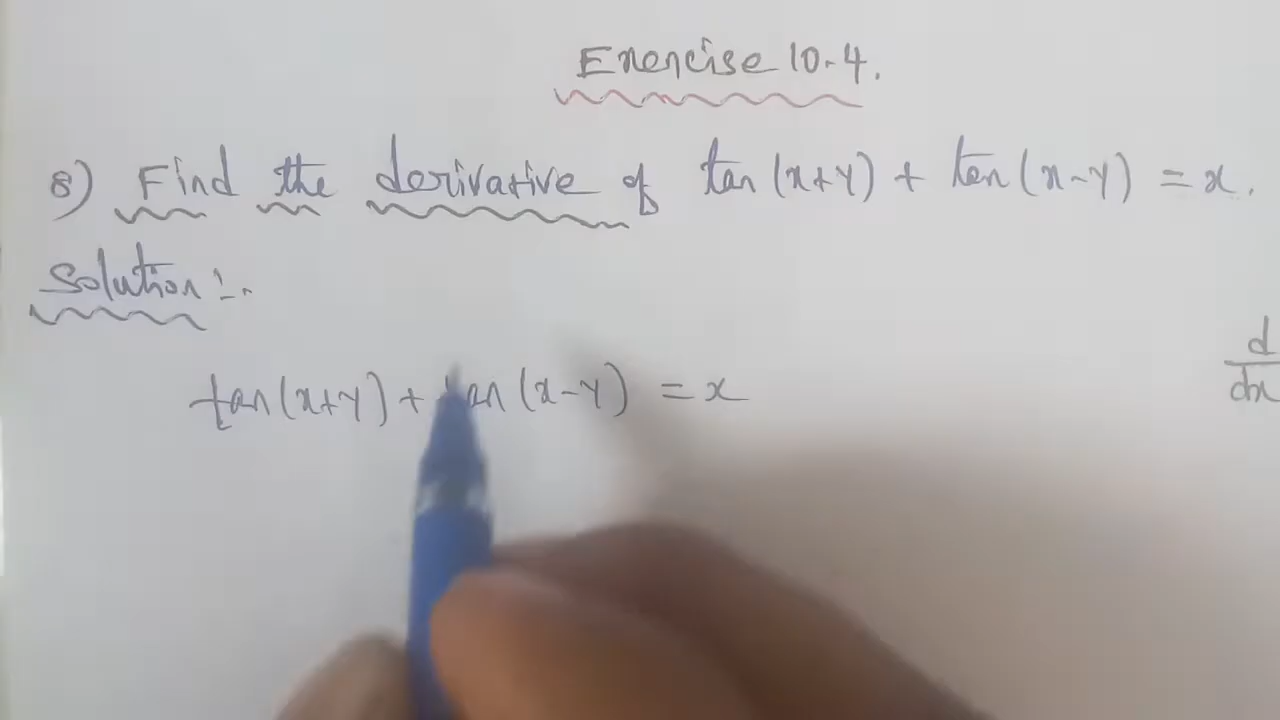 Exercise 10.4.
8) Find the derivative of tan (x+y) + tan (x-y) = x.
Solution :-
tan (x+y) + tan (x-y) = x
d
dx